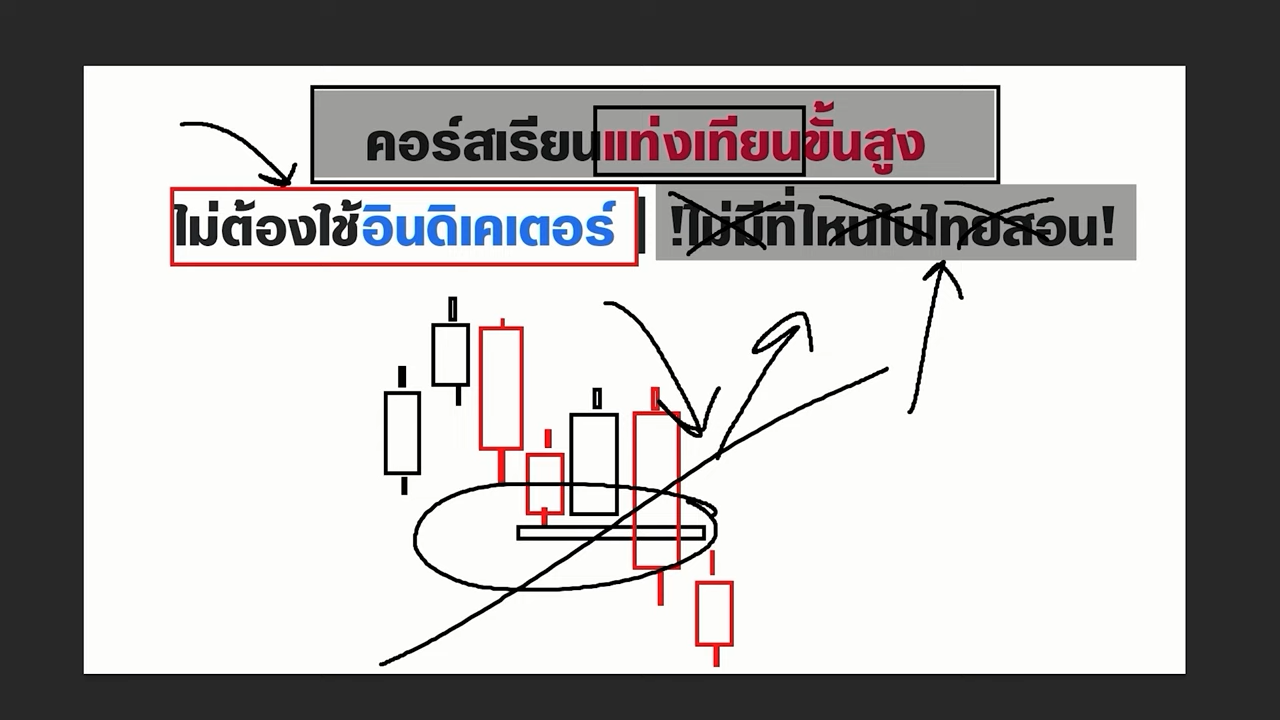 คอร์สเรียนแท่งเทียนขั้นสูง
ไม่ต้องใช้อินดิเคเตอร์ | !ไม่มีที่ไหนในไทยสอน!